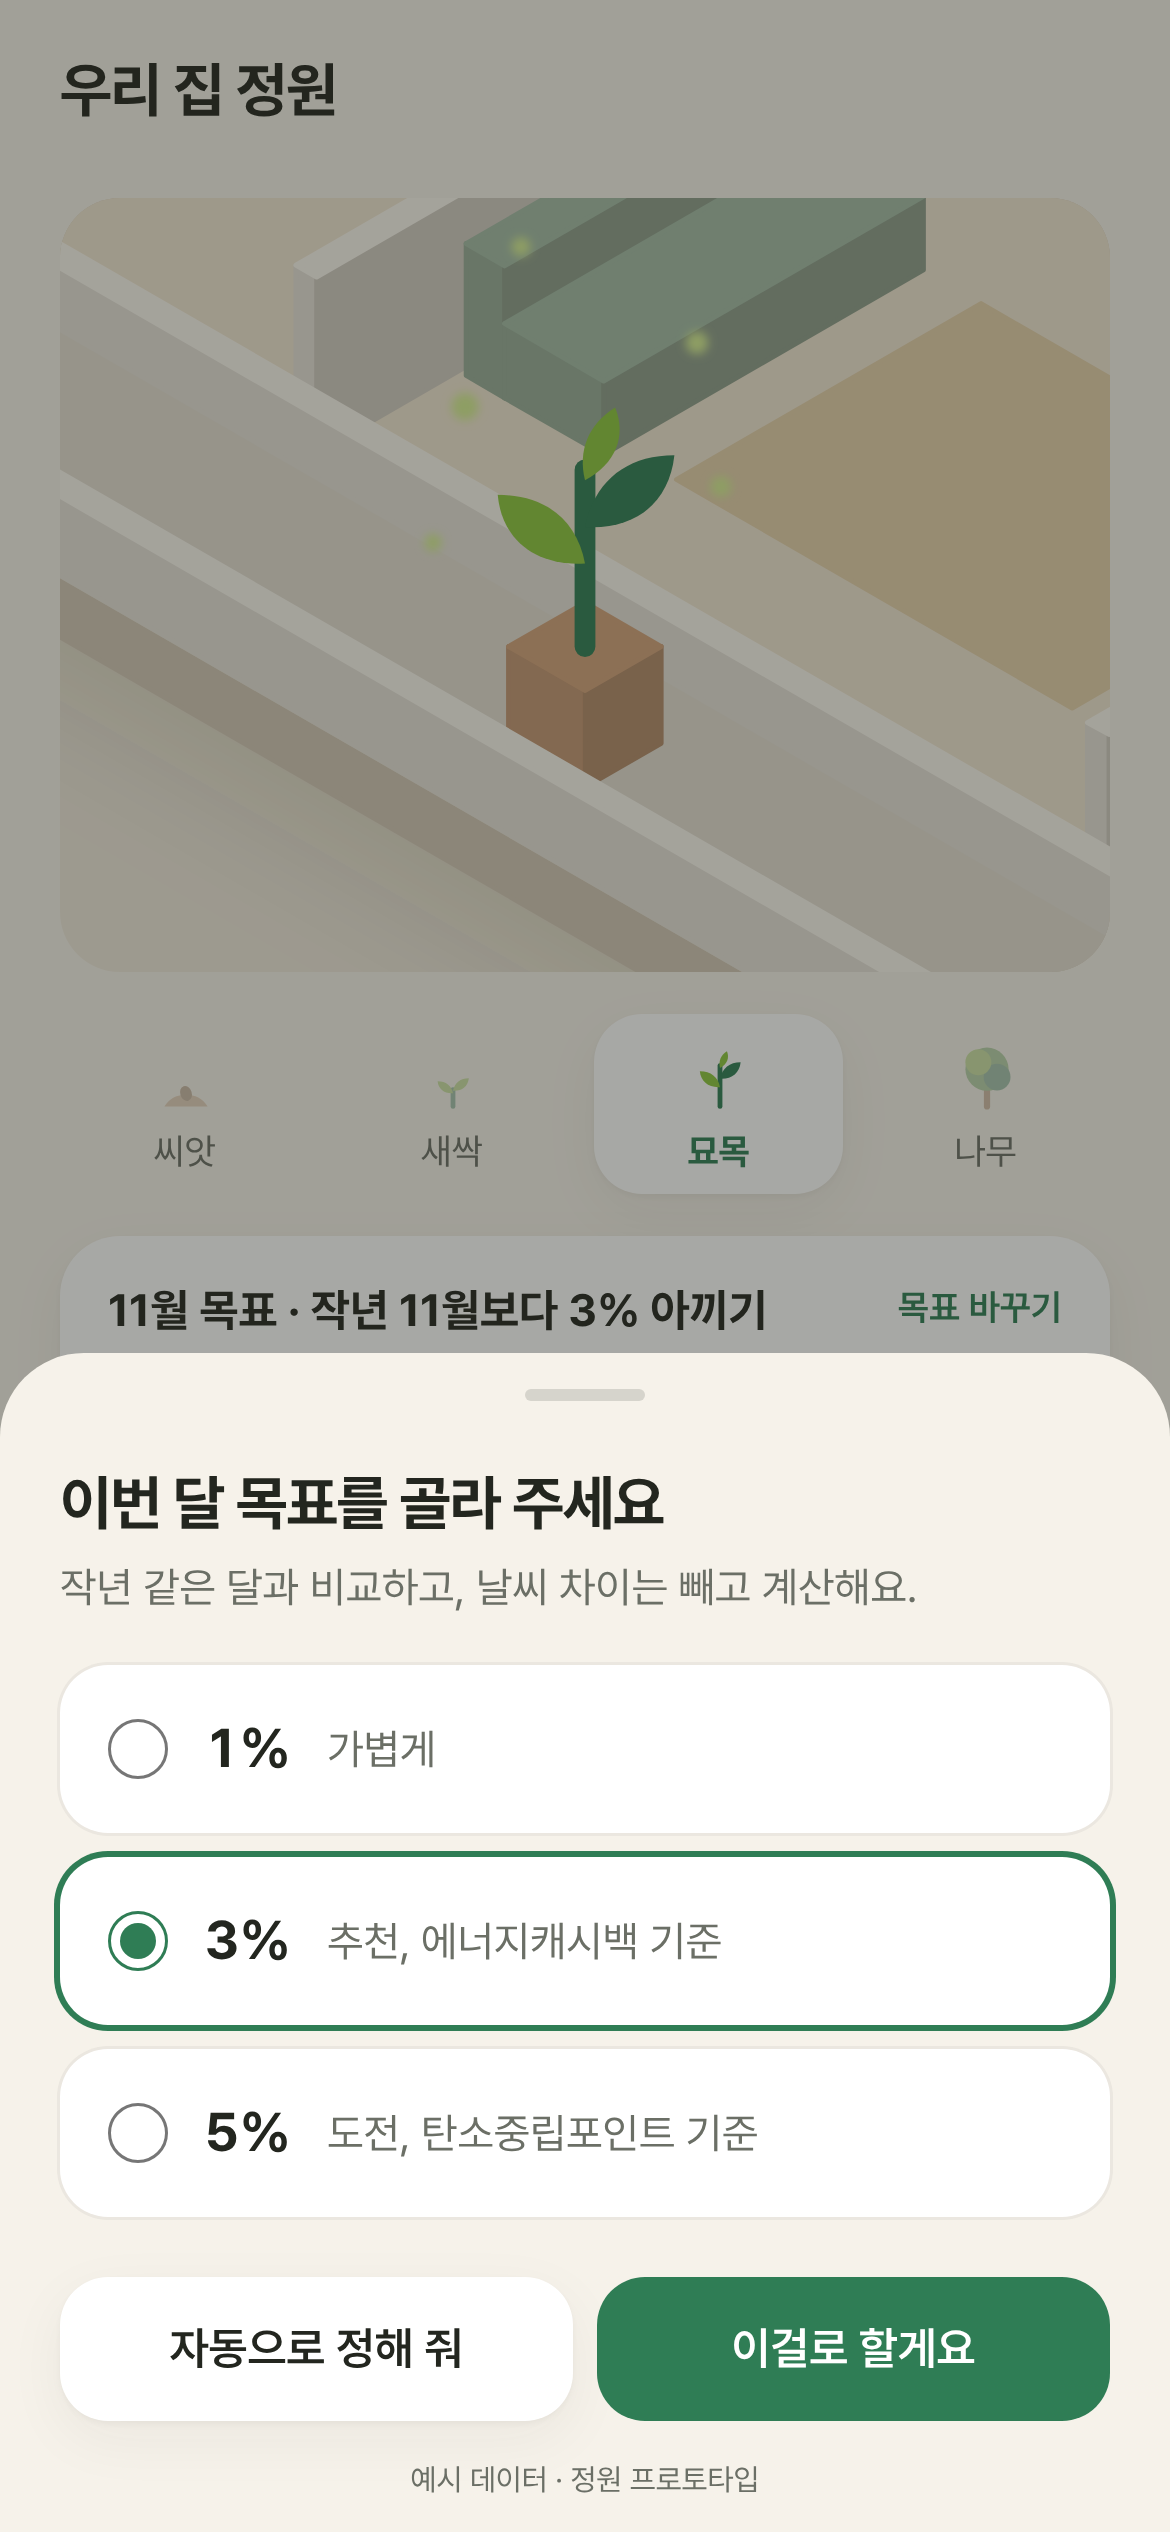 우리 집 정원
씨앗
새싹
묘목
나무
11월 목표 · 작년 11월보다 3% 아끼기
목표 바꾸기
이번 달 목표를 골라 주세요
작년 같은 달과 비교하고, 날씨 차이는 빼고 계산해요.
1% 가볍게
3% 추천, 에너지캐시백 기준
5% 도전, 탄소중립포인트 기준
자동으로 정해 줘
이걸로 할게요
예시 데이터 · 정원 프로토타입